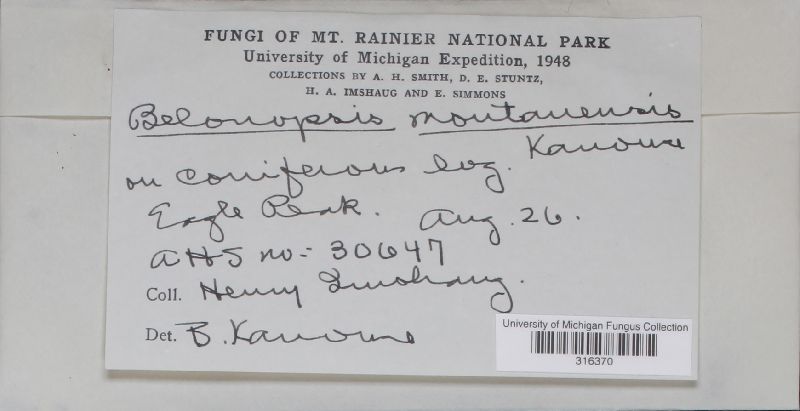 FUNGI OF MT. RAINIER NATIONAL PARK
University of Michigan Expedition, 1948
COLLECTIONS BY A. H. SMITH, D. E. STUNTZ,
H. A. IMSHAUG AND E. SIMMONS
Belonopsis montanensis
Kanouse
on coniferous log.
Eagle Peak. Aug. 26.
AHS no- 30647
Coll. Henry Imshaug.
Det. B. Kanouse
University of Michigan Fungus Collection
316370